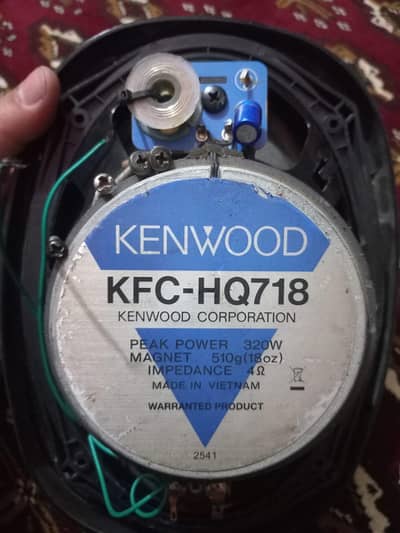 KENWOOD
KFC-HQ718
KENWOOD CORPORATION
PEAK POWER 320W
MAGNET 510g(18oz)
IMPEDANCE 4Ω
MADE IN VIETNAM
WARRANTED PRODUCT
2541